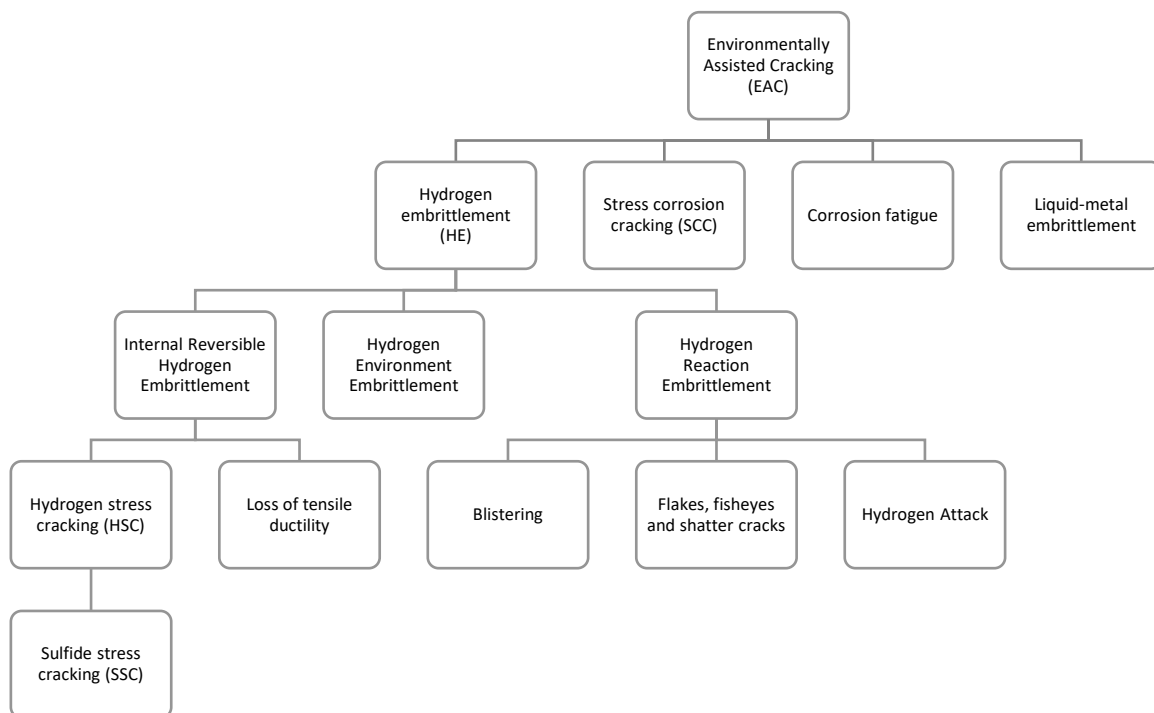 Environmentally
Assisted Cracking
(EAC)
Hydrogen
embrittlement
(HE)
Stress corrosion
cracking (SCC)
Corrosion fatigue
Liquid-metal
embrittlement
Internal Reversible
Hydrogen
Embrittlement
Hydrogen
Environment
Embrittlement
Hydrogen
Reaction
Embrittlement
Hydrogen stress
cracking (HSC)
Loss of tensile
ductility
Blistering
Flakes, fisheyes
and shatter cracks
Hydrogen Attack
Sulfide stress
cracking (SSC)